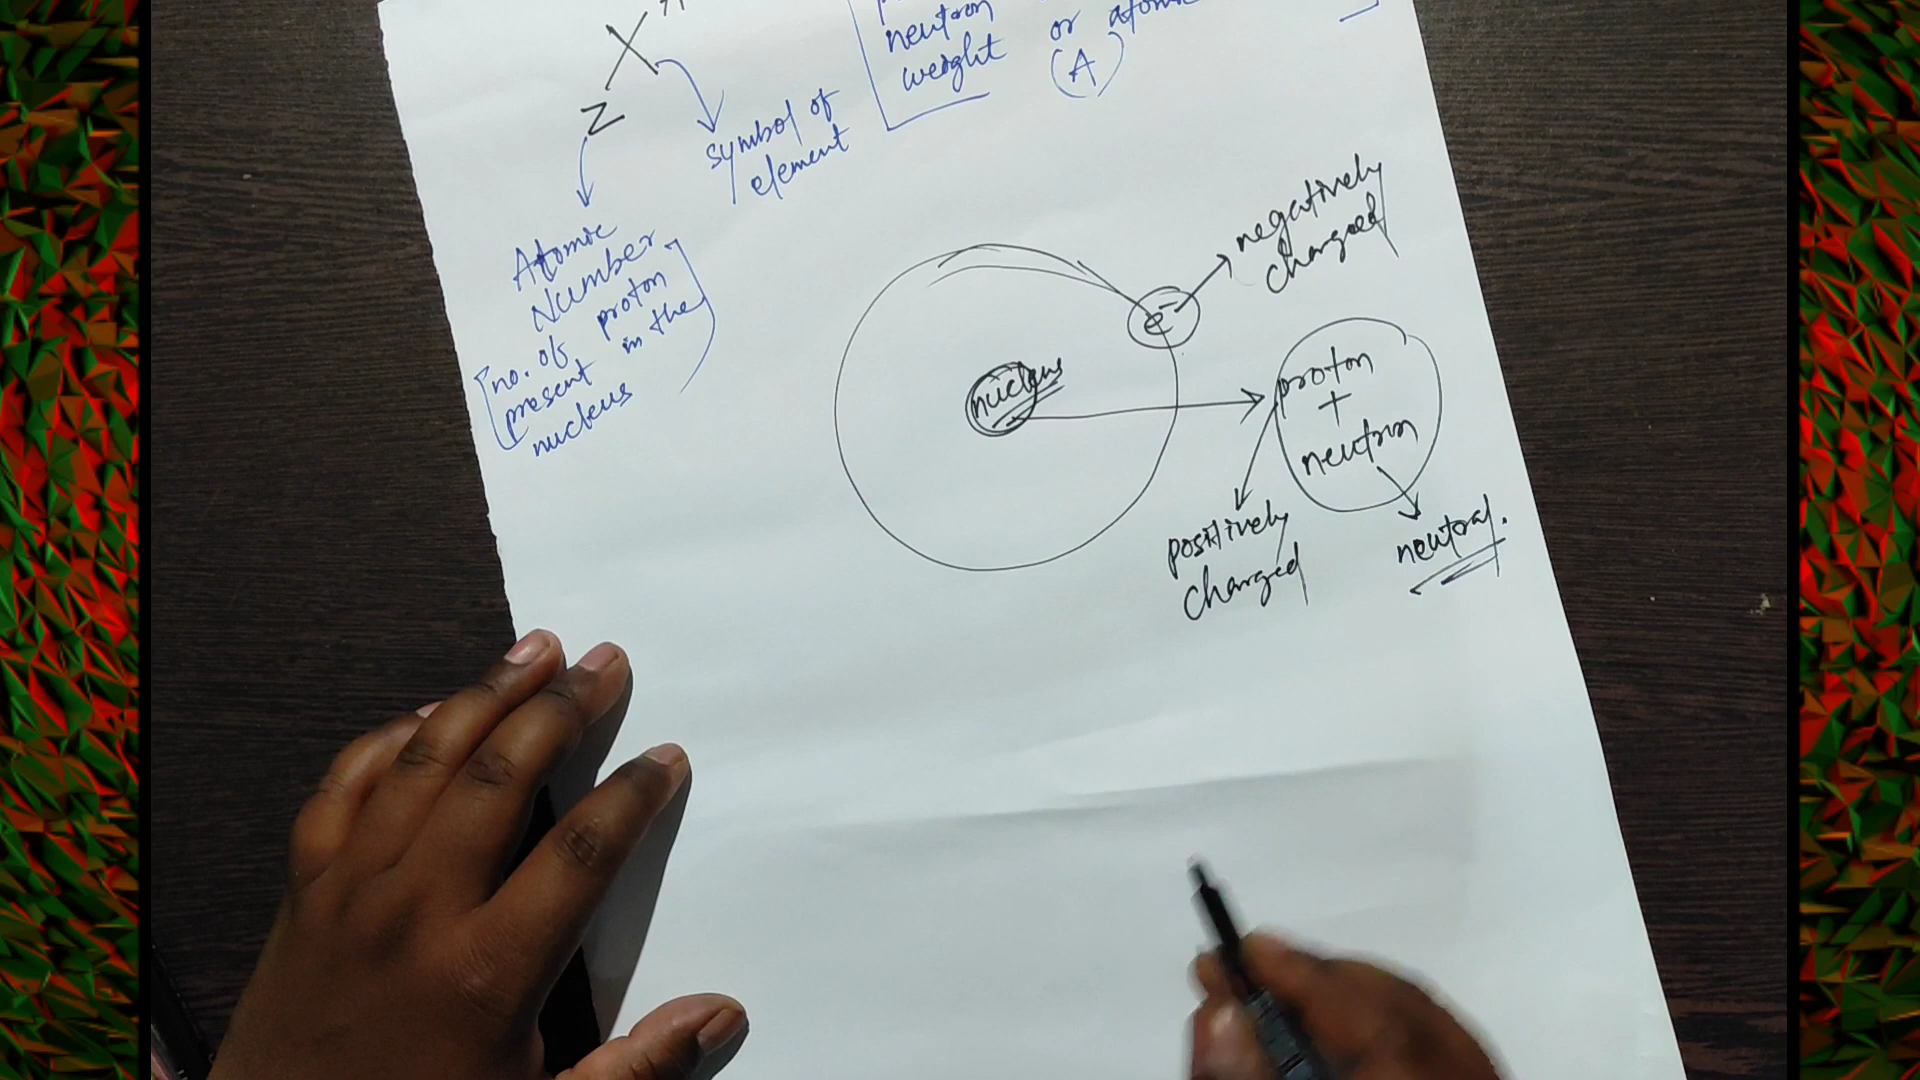 X
Z
symbol of
element
neutron or atomic
weight (A)
Atomic
Number
no. of proton
present in the
nucleus
nucleus
e-
negatively
charged
proton
+
neutron
positively
charged
neutral.